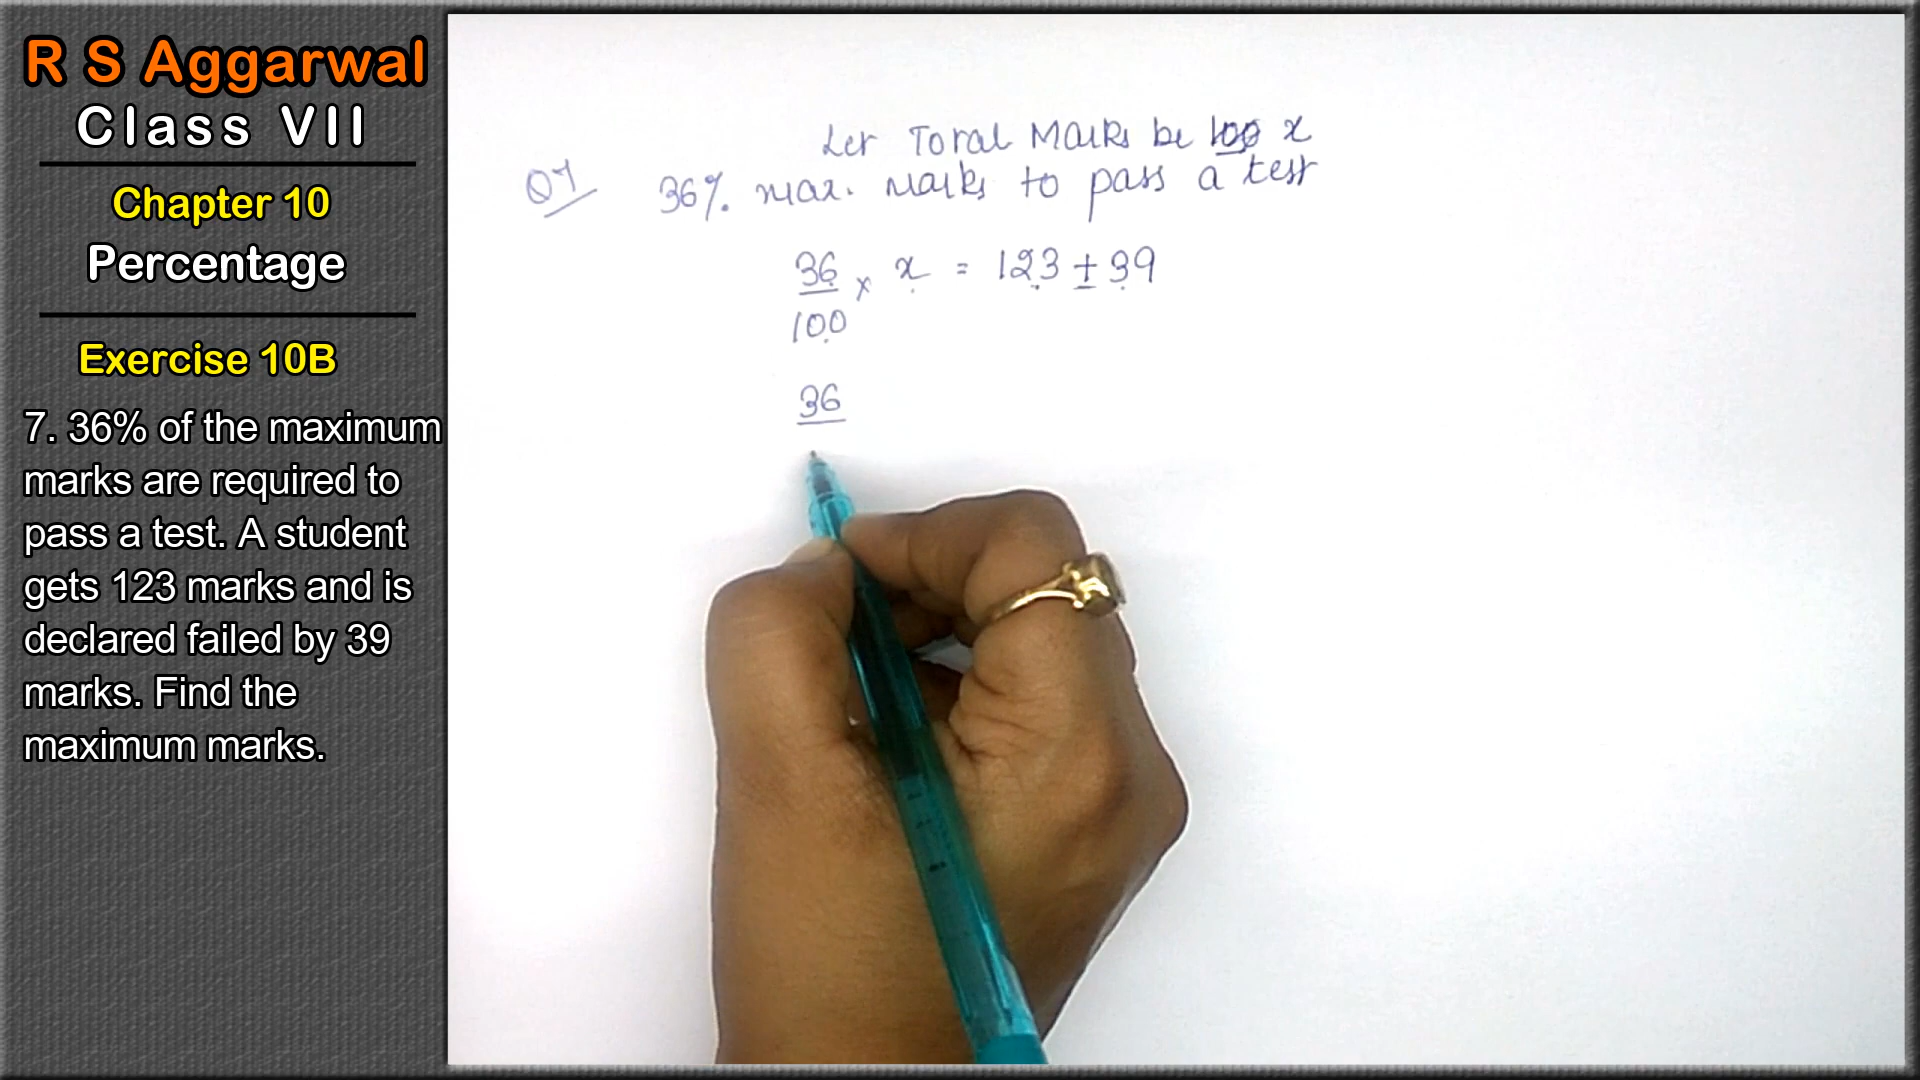 R S Aggarwal
Class VII
Chapter 10
Percentage
Exercise 10B
7. 36% of the maximum
marks are required to
pass a test. A student
gets 123 marks and is
declared failed by 39
marks. Find the
maximum marks.
Let Total Marks be 100 x
Q7 36% max. marks to pass a test
36/100 × x = 123 + 39
36